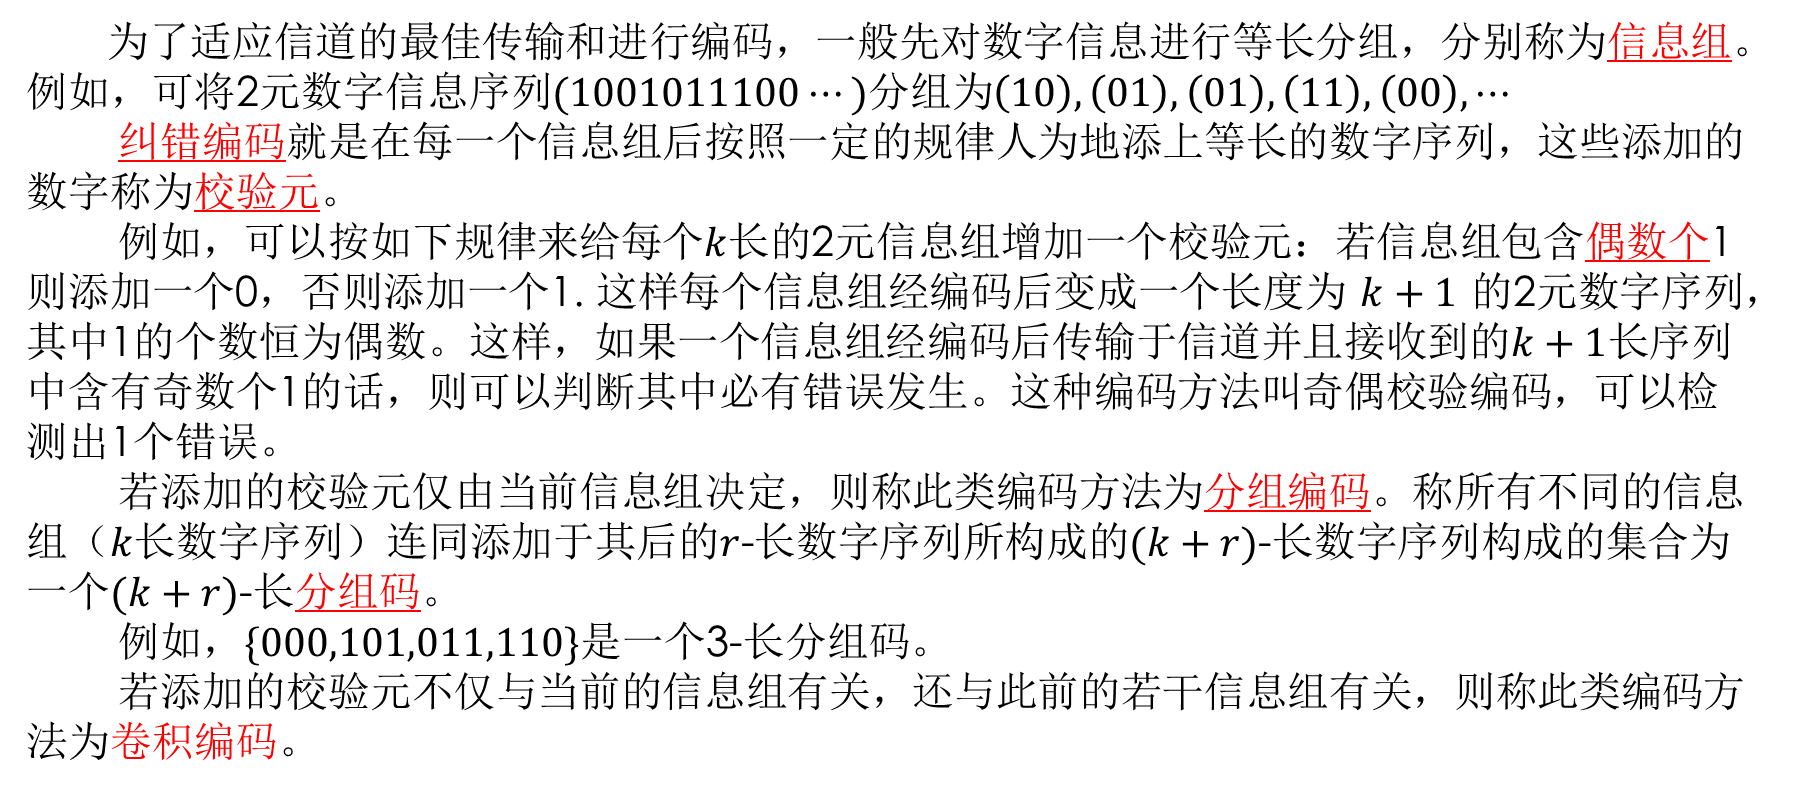 为了适应信道的最佳传输和进行编码，一般先对数字信息进行等长分组，分别称为信息组。
例如，可将2元数字信息序列(1001011100⋯)分组为(10),(01),(01),(11),(00),⋯
纠错编码就是在每一个信息组后按照一定的规律人为地添上等长的数字序列，这些添加的
数字称为校验元。
例如，可以按如下规律来给每个k长的2元信息组增加一个校验元：若信息组包含偶数个1
则添加一个0，否则添加一个1. 这样每个信息组经编码后变成一个长度为 k + 1 的2元数字序列，
其中1的个数恒为偶数。这样，如果一个信息组经编码后传输于信道并且接收到的k + 1长序列
中含有奇数个1的话，则可以判断其中必有错误发生。这种编码方法叫奇偶校验编码，可以检
测出1个错误。
若添加的校验元仅由当前信息组决定，则称此类编码方法为分组编码。称所有不同的信息
组（k长数字序列）连同添加于其后的r-长数字序列所构成的(k + r)-长数字序列构成的集合为
一个(k + r)-长分组码。
例如，{000,101,011,110}是一个3-长分组码。
若添加的校验元不仅与当前的信息组有关，还与此前的若干信息组有关，则称此类编码方
法为卷积编码。